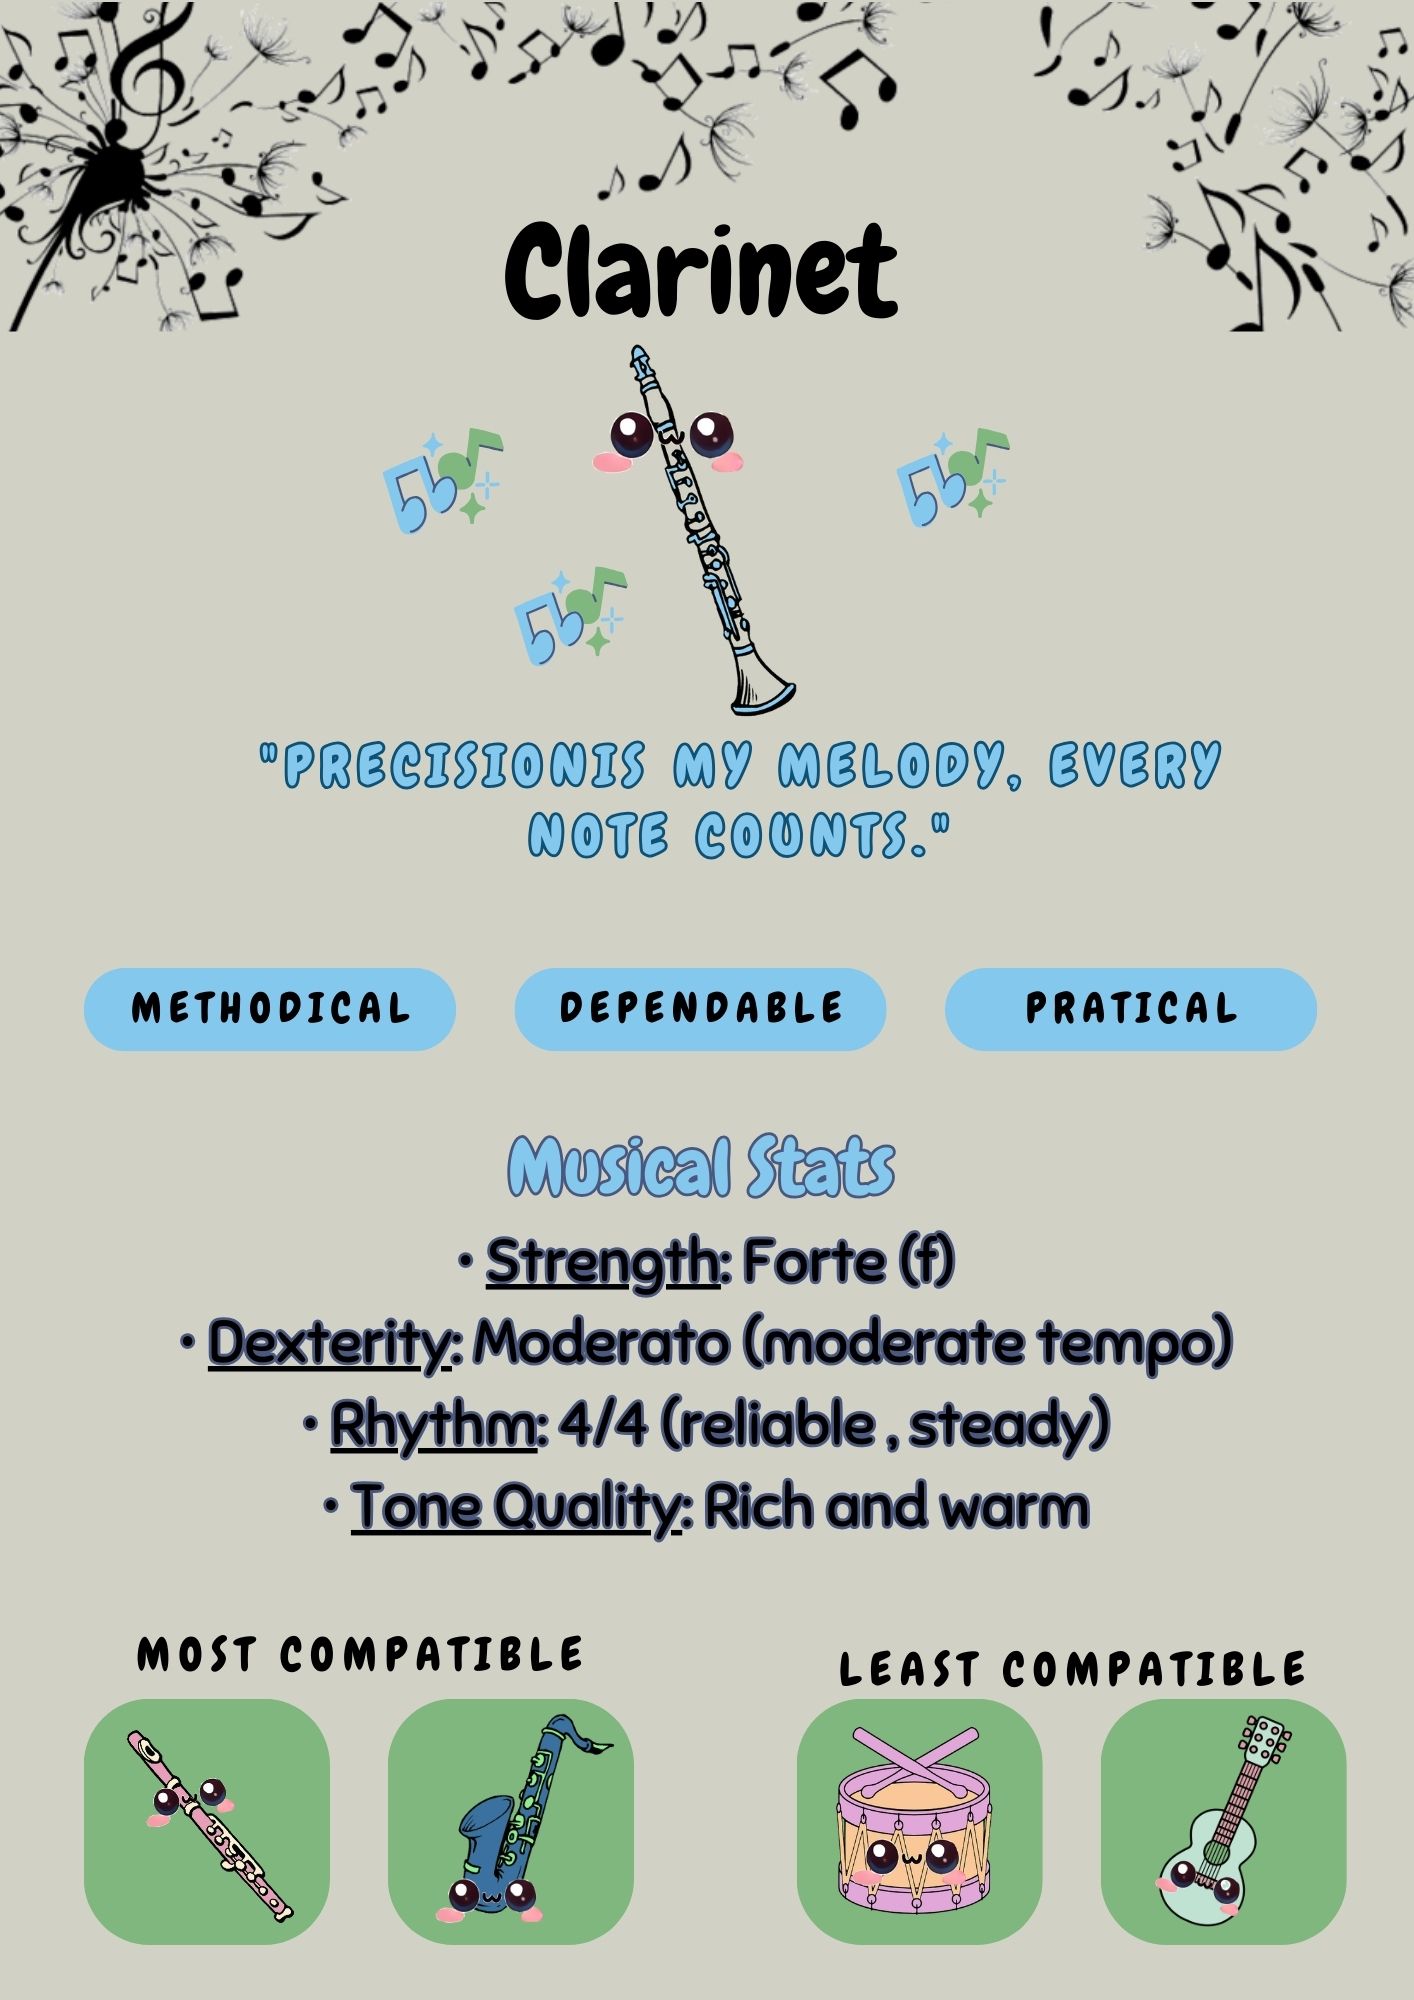 Clarinet
"PRECISIONIS MY MELODY, EVERY
NOTE COUNTS."
METHODICAL
DEPENDABLE
PRATICAL
Musical Stats
• Strength: Forte (f)
• Dexterity: Moderato (moderate tempo)
• Rhythm: 4/4 (reliable , steady)
• Tone Quality: Rich and warm
MOST COMPATIBLE
LEAST COMPATIBLE